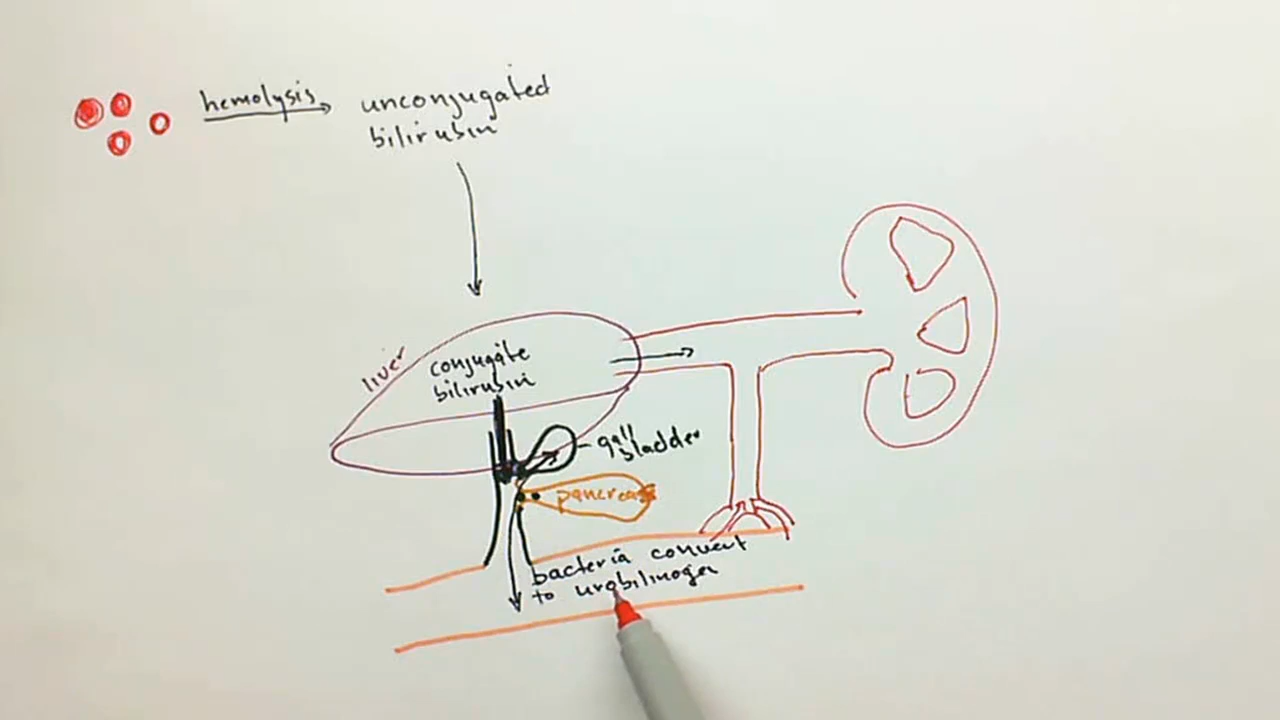 hemolysis
unconjugated
bilirubin
liver
conjugate
bilirubin
gall
bladder
pancreas
bacteria convert
to urobilinogen